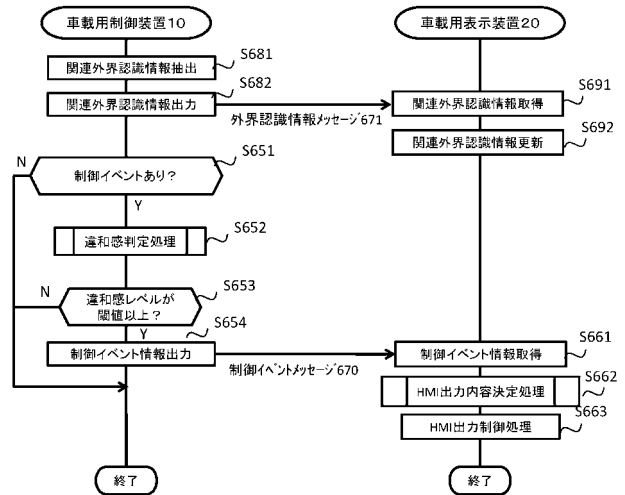 車載用制御装置10
車載用表示装置20
S681
関連外界認識情報抽出
S682
関連外界認識情報出力
外界認識情報メッセージ671
S691
関連外界認識情報取得
S692
関連外界認識情報更新
S651
N
制御イベントあり？
Y
S652
違和感判定処理
S653
N
違和感レベルが
閾値以上？
Y
S654
制御イベント情報出力
制御イベントメッセージ670
S661
制御イベント情報取得
S662
HMI出力内容決定処理
S663
HMI出力制御処理
終了
終了